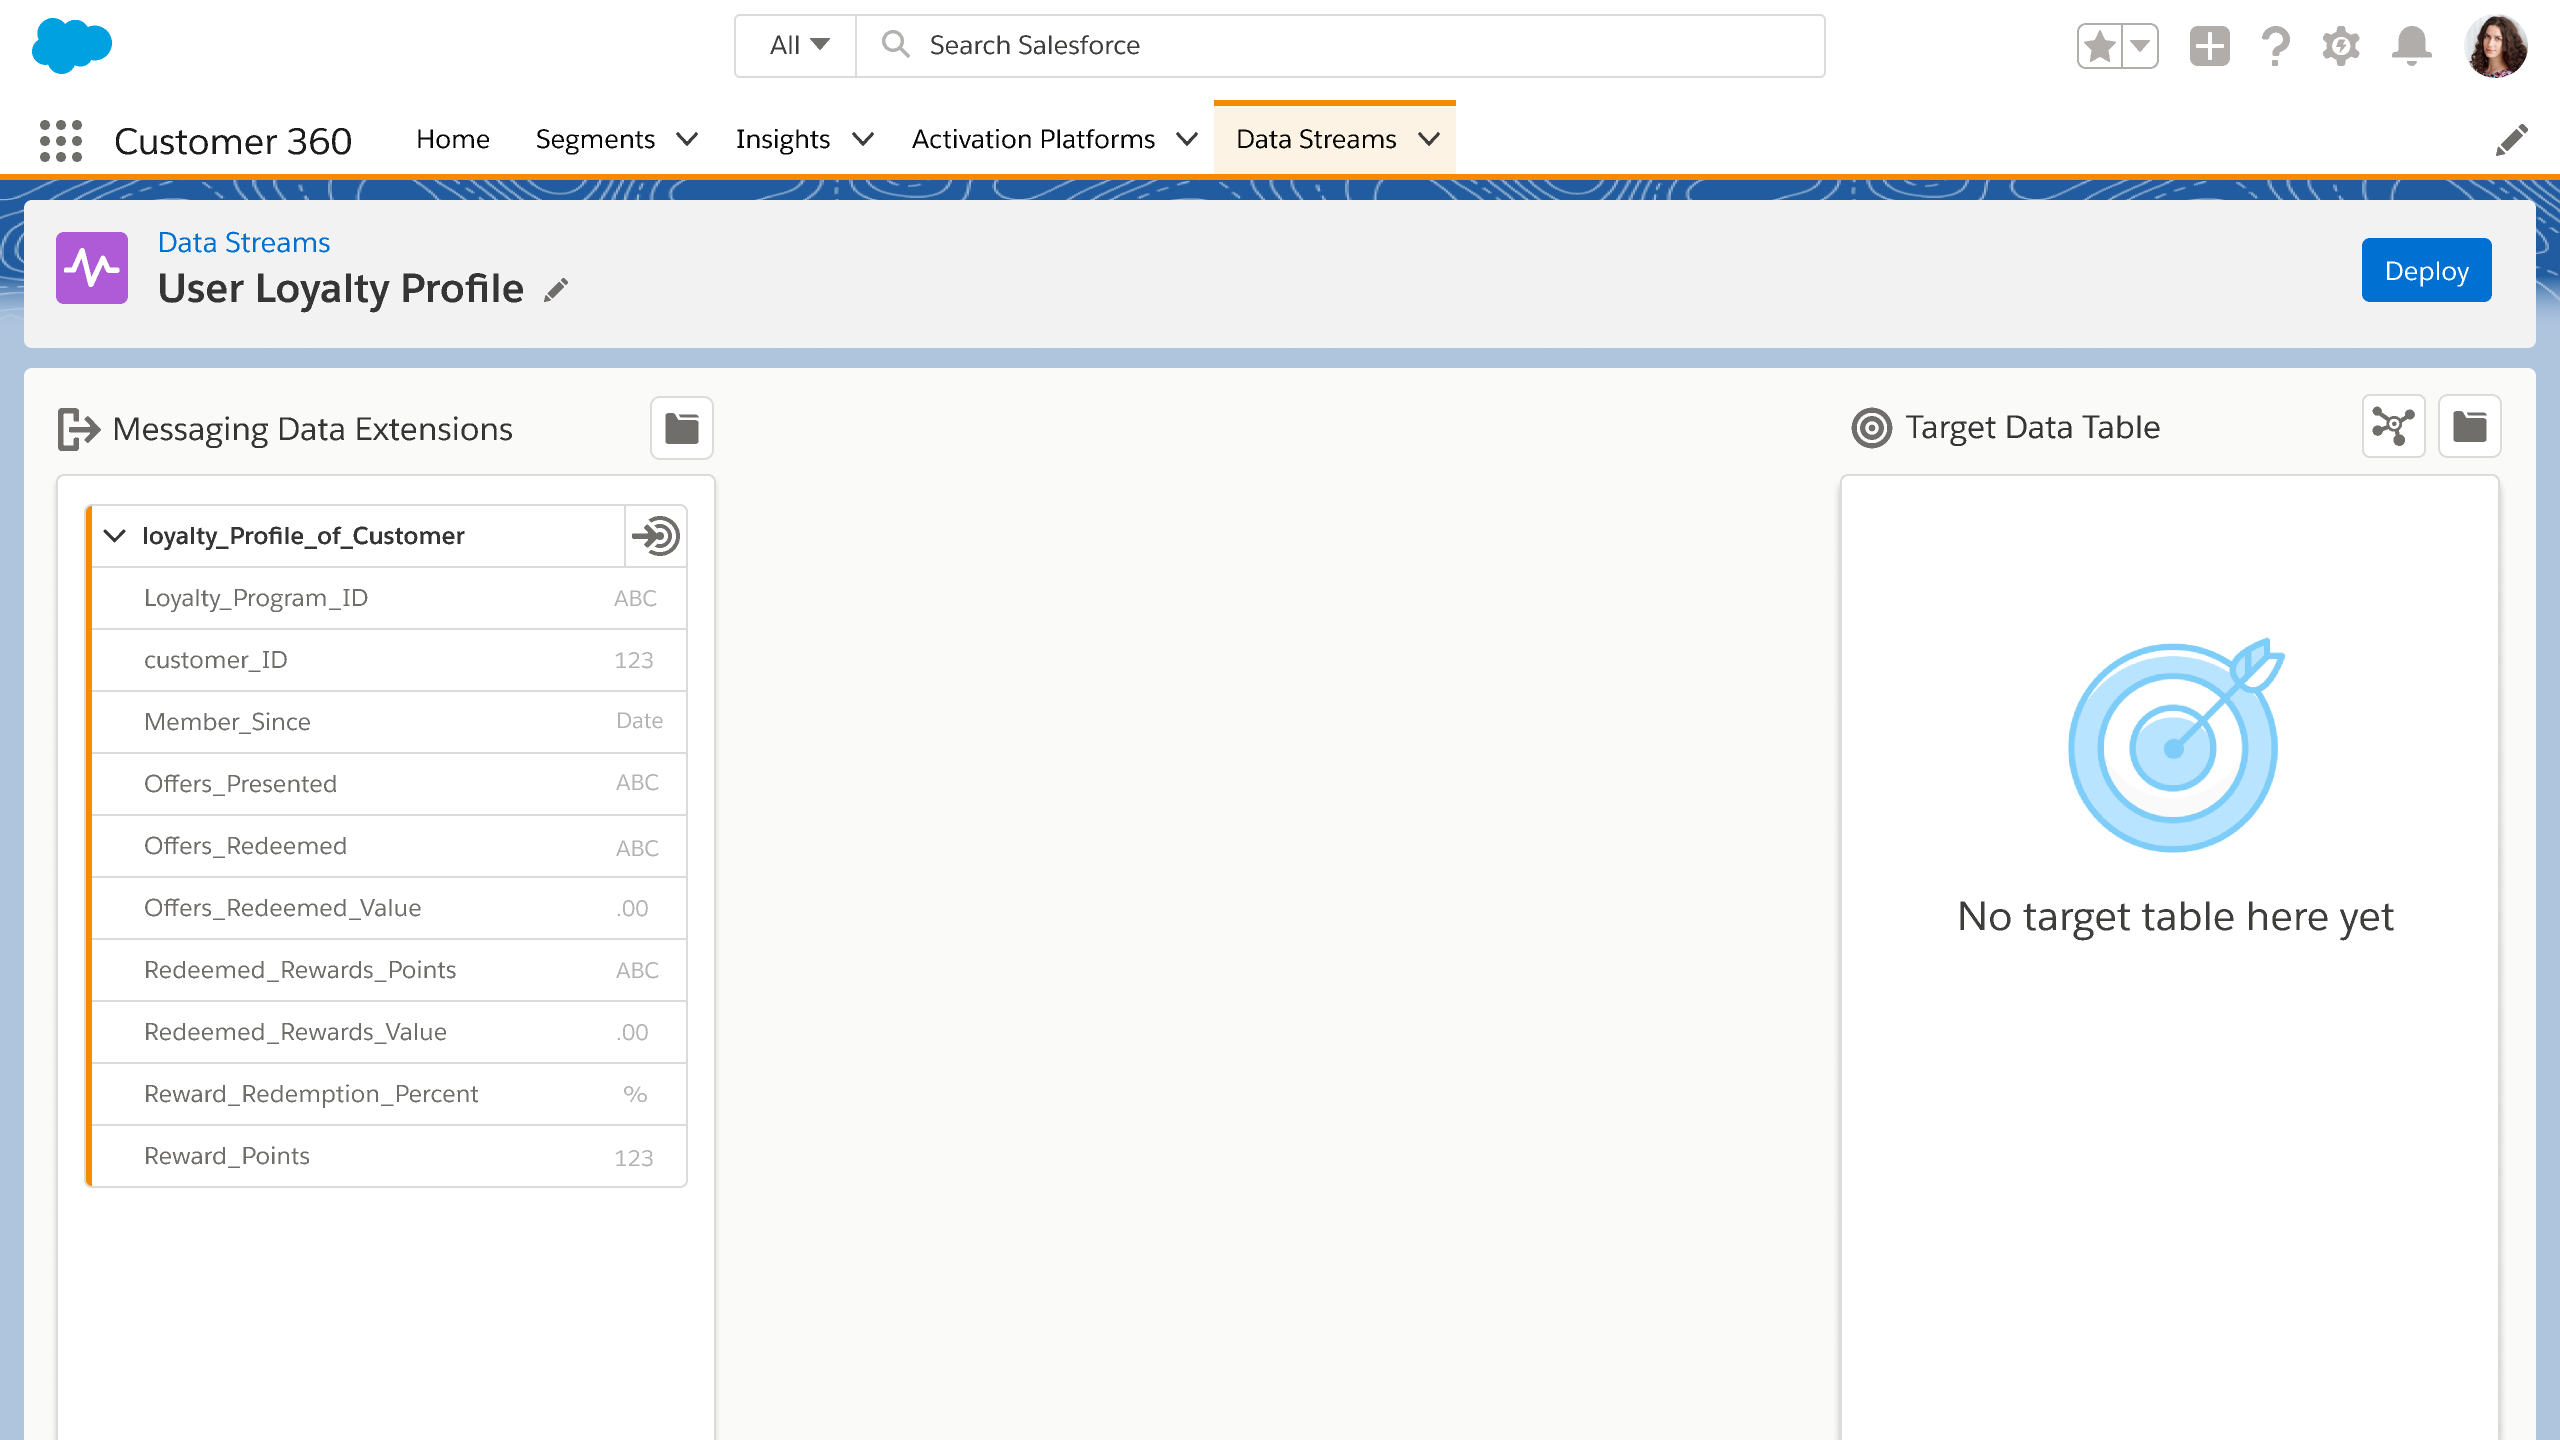 All
Search Salesforce
Customer 360
Home
Segments
Insights
Activation Platforms
Data Streams
Data Streams
User Loyalty Profile
Deploy
Messaging Data Extensions
Target Data Table
loyalty_Profile_of_Customer
Loyalty_Program_ID ABC
customer_ID 123
Member_Since Date
Offers_Presented ABC
Offers_Redeemed ABC
Offers_Redeemed_Value .00
Redeemed_Rewards_Points ABC
Redeemed_Rewards_Value .00
Reward_Redemption_Percent %
Reward_Points 123
No target table here yet